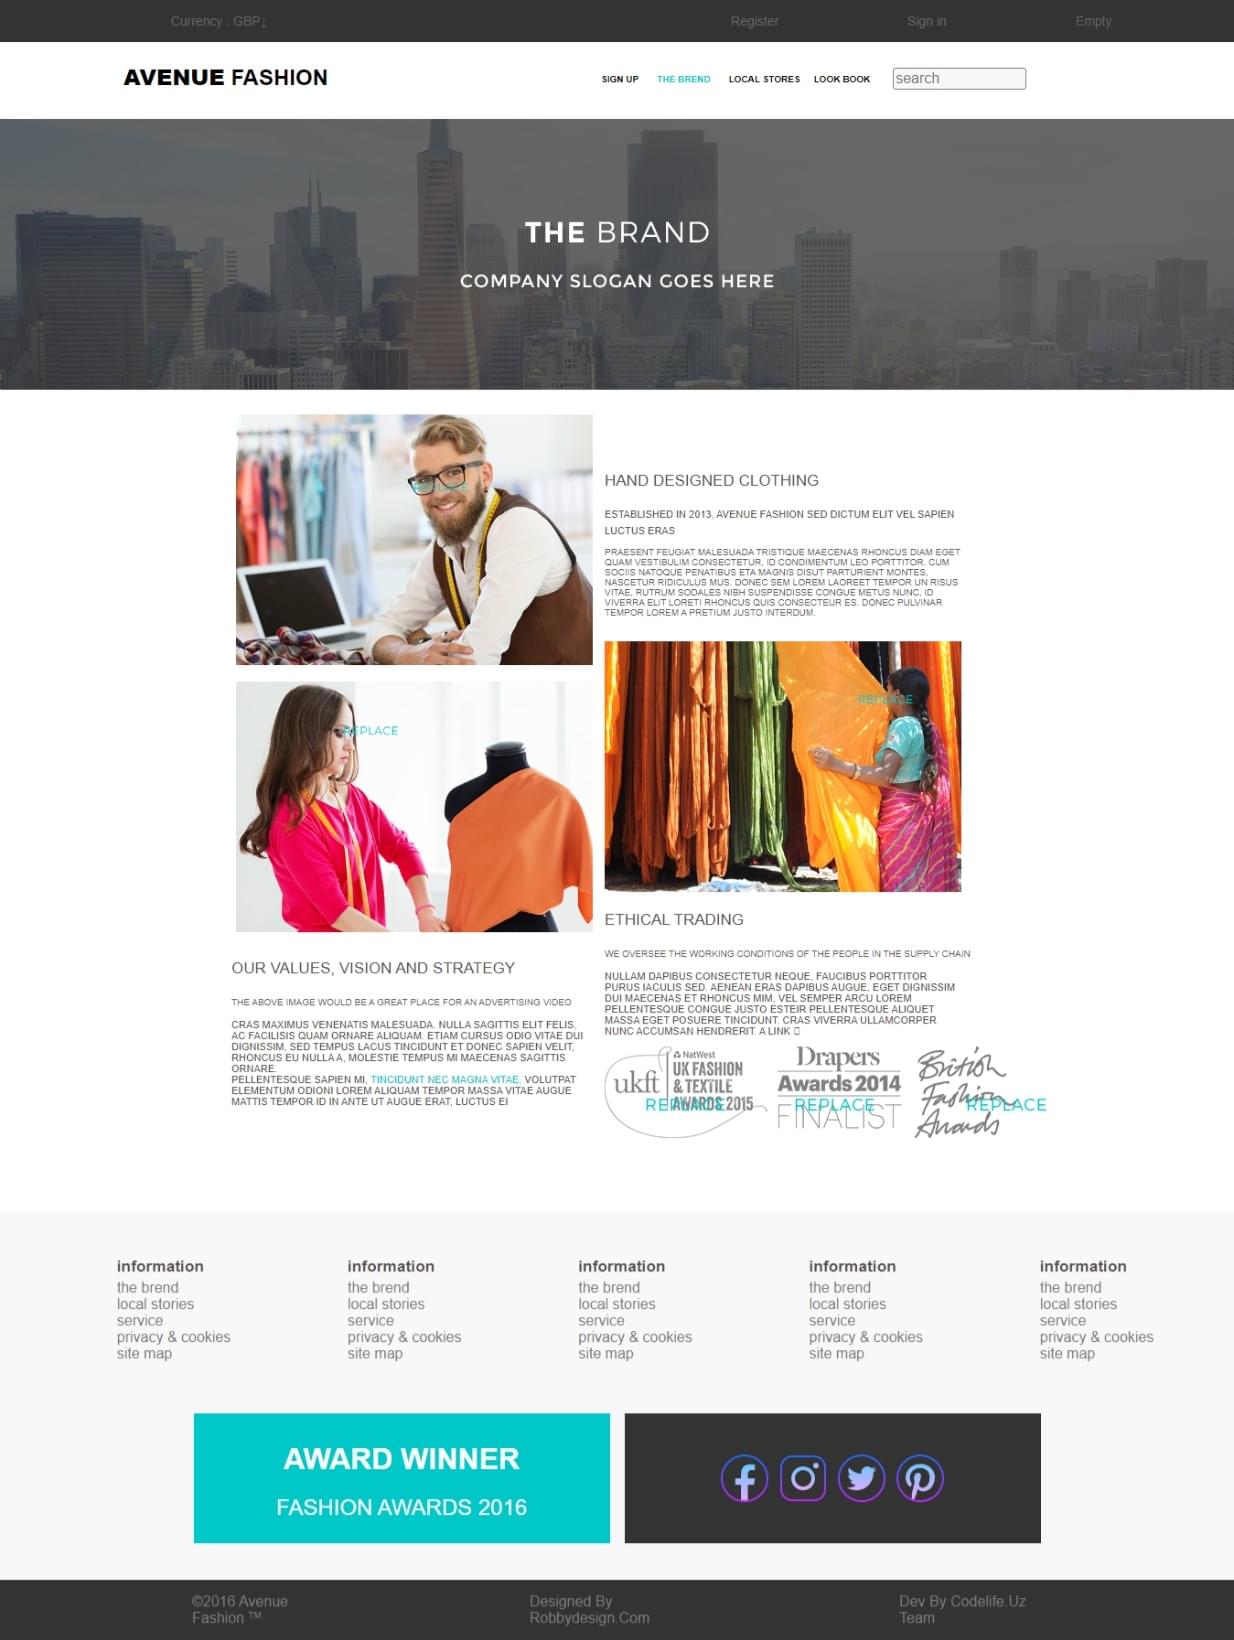 Currency : GBP↓
Register
Sign in
Empty
AVENUE FASHION
SIGN UP
THE BREND
LOCAL STORES
LOOK BOOK
search
THE BRAND
COMPANY SLOGAN GOES HERE
REPLACE
HAND DESIGNED CLOTHING
ESTABLISHED IN 2013, AVENUE FASHION SED DICTUM ELIT VEL SAPIEN
LUCTUS ERAS
PRAESENT FEUGIAT MALESUADA TRISTIQUE MAECENAS RHONCUS DIAM EGET
QUAM VESTIBULIM CONSECTETUR, ID CONDIMENTUM LEO PORTTITOR. CUM
SOCIIS NATOQUE PENATIBUS ETA MAGNIS DISUT PARTURIENT MONTES,
NASCETUR RIDICULUS MUS. DONEC SEM LOREM LAOREET TEMPOR UN RISUS
VITAE, RUTRUM SODALES NIBH SUSPENDISSE CONGUE METUS NUNC, ID
VIVERRA ELIT LORETI RHONCUS QUIS CONSECTEUR ES. DONEC PULVINAR
TEMPOR LOREM A PRETIUM JUSTO INTERDUM.
REPLACE
REPLACE
OUR VALUES, VISION AND STRATEGY
THE ABOVE IMAGE WOULD BE A GREAT PLACE FOR AN ADVERTISING VIDEO
CRAS MAXIMUS VENENATIS MALESUADA. NULLA SAGITTIS ELIT FELIS,
AC FACILISIS QUAM ORNARE ALIQUAM. ETIAM CURSUS ODIO VITAE DUI
DIGNISSIM, SED TEMPUS LACUS TINCIDUNT ET DONEC SAPIEN VELIT,
RHONCUS EU NULLA A, MOLESTIE TEMPUS MI MAECENAS SAGITTIS
ORNARE.
PELLENTESQUE SAPIEN MI, TINCIDUNT NEC MAGNA VITAE, VOLUTPAT
ELEMENTUM ODIONI LOREM ALIQUAM TEMPOR MASSA VITAE AUGUE
MATTIS TEMPOR ID IN ANTE UT AUGUE ERAT, LUCTUS EI
ETHICAL TRADING
WE OVERSEE THE WORKING CONDITIONS OF THE PEOPLE IN THE SUPPLY CHAIN
NULLAM DAPIBUS CONSECTETUR NEQUE, FAUCIBUS PORTTITOR
PURUS IACULIS SED. AENEAN ERAS DAPIBUS AUGUE, EGET DIGNISSIM
DUI MAECENAS ET RHONCUS MIM, VEL SEMPER ARCU LOREM
PELLENTESQUE CONGUE JUSTO ESTEIR PELLENTESQUE ALIQUET
MASSA EGET POSUERE TINCIDUNT. CRAS VIVERRA ULLAMCORPER
NUNC ACCUMSAN HENDRERIT. A LINK
ukft
NatWest
UK FASHION
& TEXTILE
AWARDS 2015
REPLACE
Drapers
Awards 2014
FINALIST
REPLACE
British
Fashion
Awards
REPLACE
information
the brend
local stories
service
privacy & cookies
site map
information
the brend
local stories
service
privacy & cookies
site map
information
the brend
local stories
service
privacy & cookies
site map
information
the brend
local stories
service
privacy & cookies
site map
information
the brend
local stories
service
privacy & cookies
site map
AWARD WINNER
FASHION AWARDS 2016
©2016 Avenue
Fashion ™
Designed By
Robbydesign.Com
Dev By Codelife.Uz
Team